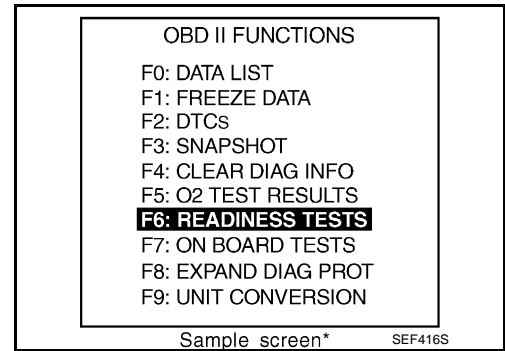 OBD II FUNCTIONS
F0: DATA LIST
F1: FREEZE DATA
F2: DTCs
F3: SNAPSHOT
F4: CLEAR DIAG INFO
F5: O2 TEST RESULTS
F6: READINESS TESTS
F7: ON BOARD TESTS
F8: EXPAND DIAG PROT
F9: UNIT CONVERSION
Sample screen* SEF416S